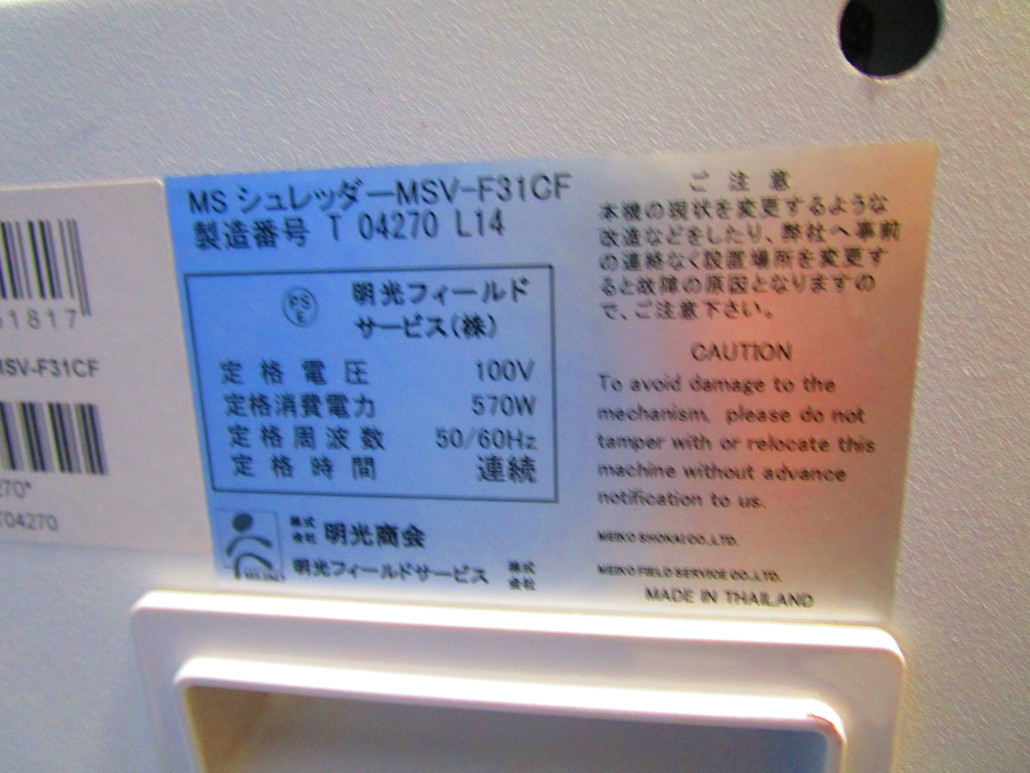 51817
MSV-F31CF
270*
T04270
MS シュレッダーMSV-F31CF
製造番号 T 04270 L14
PS
E
明光フィールド
サービス(株)
定格電圧 100V
定格消費電力 570W
定格周波数 50/60Hz
定格時間 連続
株式会社 明光商会
明光フィールドサービス 株式会社
ご注意
本機の現状を変更するような
改造などをしたり、弊社へ事前
の連絡なく設置場所を変更す
ると故障の原因となりますの
で、ご注意下さい。
CAUTION
To avoid damage to the
mechanism, please do not
tamper with or relocate this
machine without advance
notification to us.
MEIKO SHOKAI CO.,LTD.
MEIKO FIELD SERVICE CO.,LTD.
MADE IN THAILAND